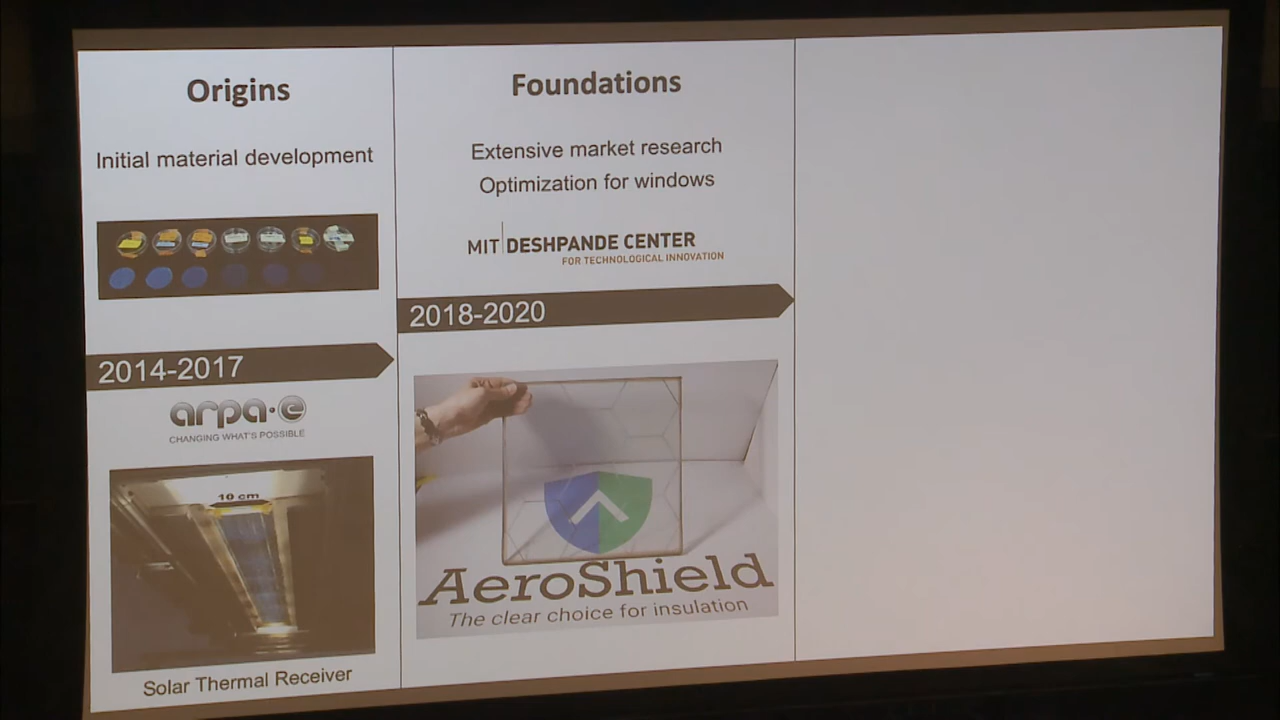 Origins
Initial material development
2014-2017
arpa·e
CHANGING WHAT'S POSSIBLE
10 cm
Solar Thermal Receiver
Foundations
Extensive market research
Optimization for windows
MIT DESHPANDE CENTER
FOR TECHNOLOGICAL INNOVATION
2018-2020
AeroShield
The clear choice for insulation